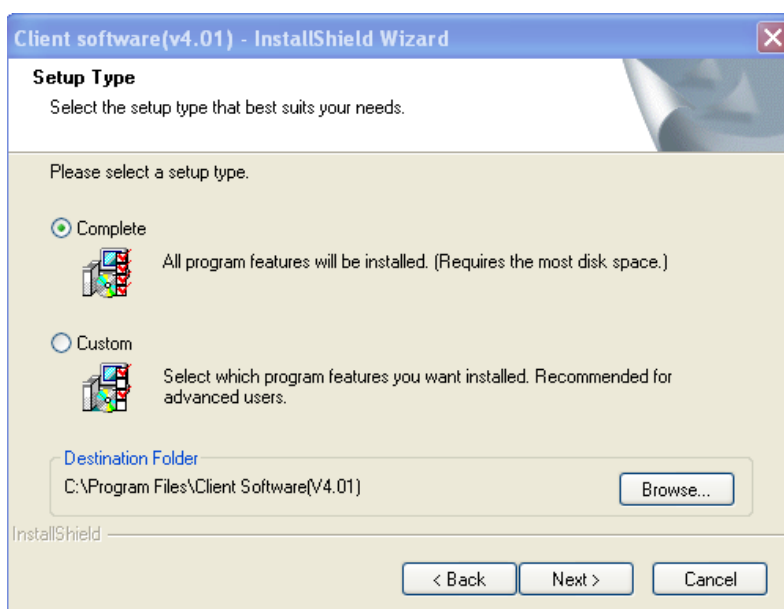 Client software(v4.01) - InstallShield Wizard
Setup Type
Select the setup type that best suits your needs.
Please select a setup type.
Complete
All program features will be installed. (Requires the most disk space.)
Custom
Select which program features you want installed. Recommended for
advanced users.
Destination Folder
C:\Program Files\Client Software(V4.01)
Browse...
InstallShield
< Back
Next >
Cancel